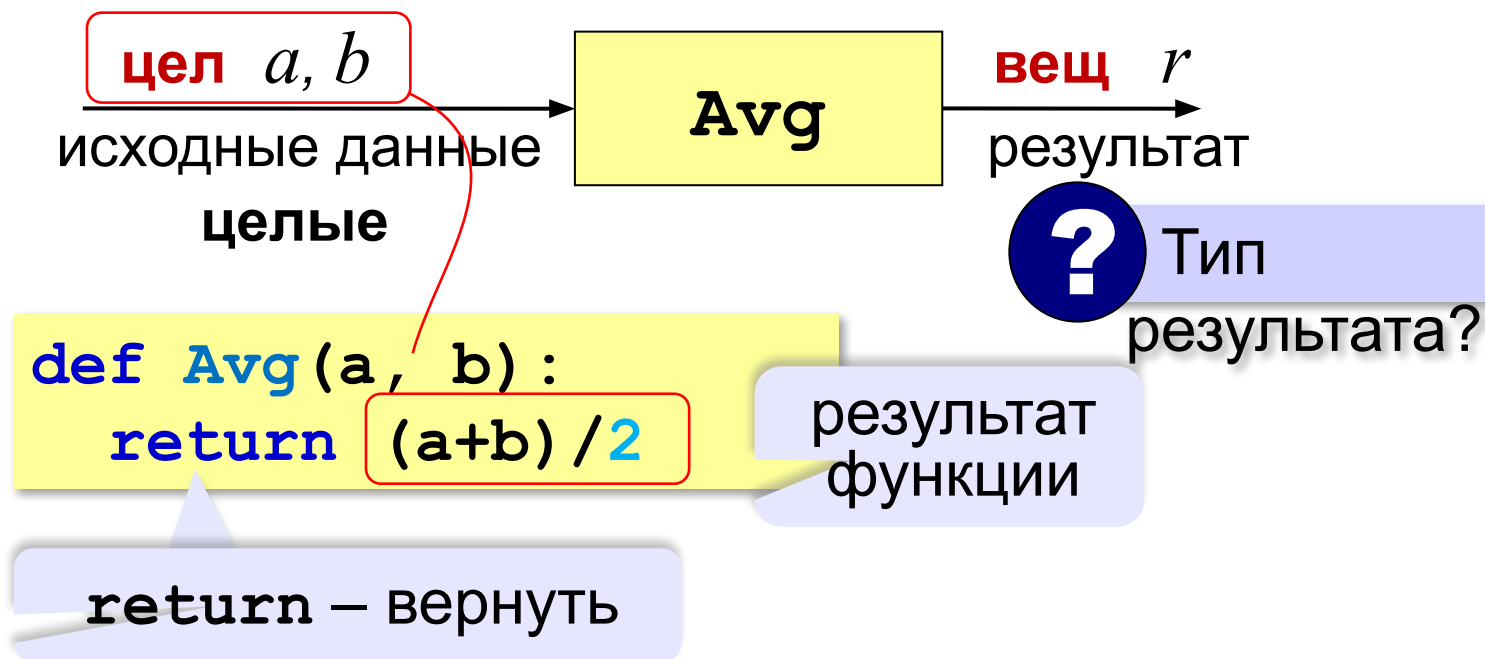 цел a, b
Avg
вещ r
исходные данные
результат
целые
? Тип
результата?
def Avg(a, b):
return (a+b)/2
результат
функции
return – вернуть